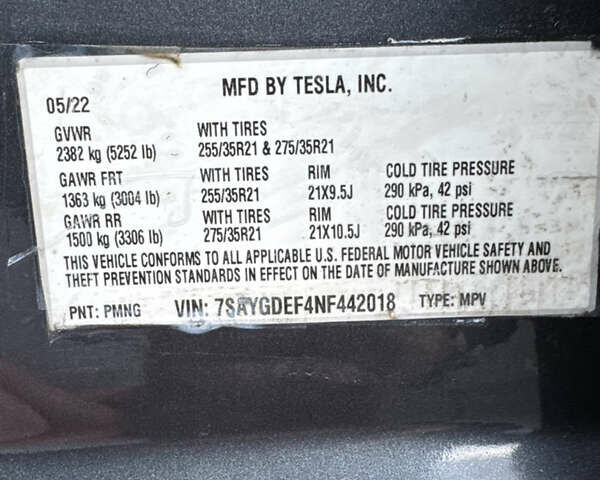 MFD BY TESLA, INC.
05/22
GVWR WITH TIRES
2382 kg (5252 lb) 255/35R21 & 275/35R21
GAWR FRT WITH TIRES RIM COLD TIRE PRESSURE
1363 kg (3004 lb) 255/35R21 21X9.5J 290 kPa, 42 psi
GAWR RR WITH TIRES RIM COLD TIRE PRESSURE
1500 kg (3306 lb) 275/35R21 21X10.5J 290 kPa, 42 psi
THIS VEHICLE CONFORMS TO ALL APPLICABLE U.S. FEDERAL MOTOR VEHICLE SAFETY AND
THEFT PREVENTION STANDARDS IN EFFECT ON THE DATE OF MANUFACTURE SHOWN ABOVE.
PNT: PMNG VIN: 7SAYGDEF4NF442018 TYPE: MPV